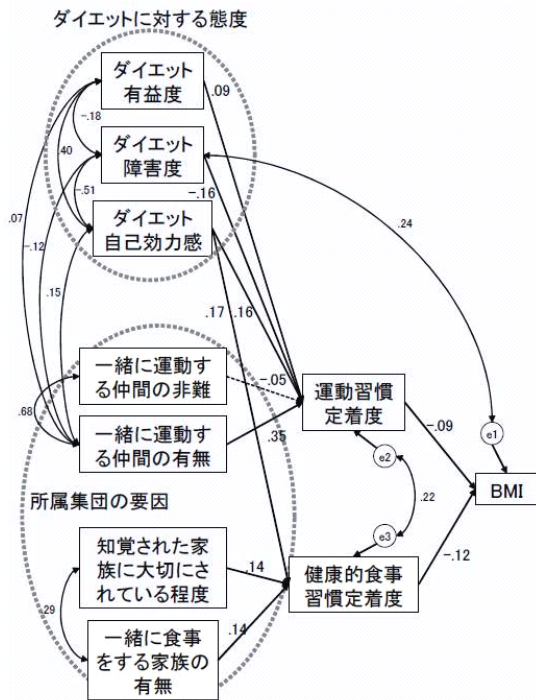 ダイエットに対する態度
ダイエット
有益度
.09
-.18
ダイエット
障害度
.40
-.51
-.16
ダイエット
自己効力感
.07
-.12
.24
.15
.17
.16
一緒に運動す
る仲間の非難
-.05
運動習慣
定着度
-.09
.68
一緒に運動す
る仲間の有無
.35
e1
e2
BMI
所属集団の要因
.22
知覚された家
族に大切にさ
れている程度
e3
.14
健康的食事
習慣定着度
-.12
.29
一緒に食事
をする家族の
有無
.14